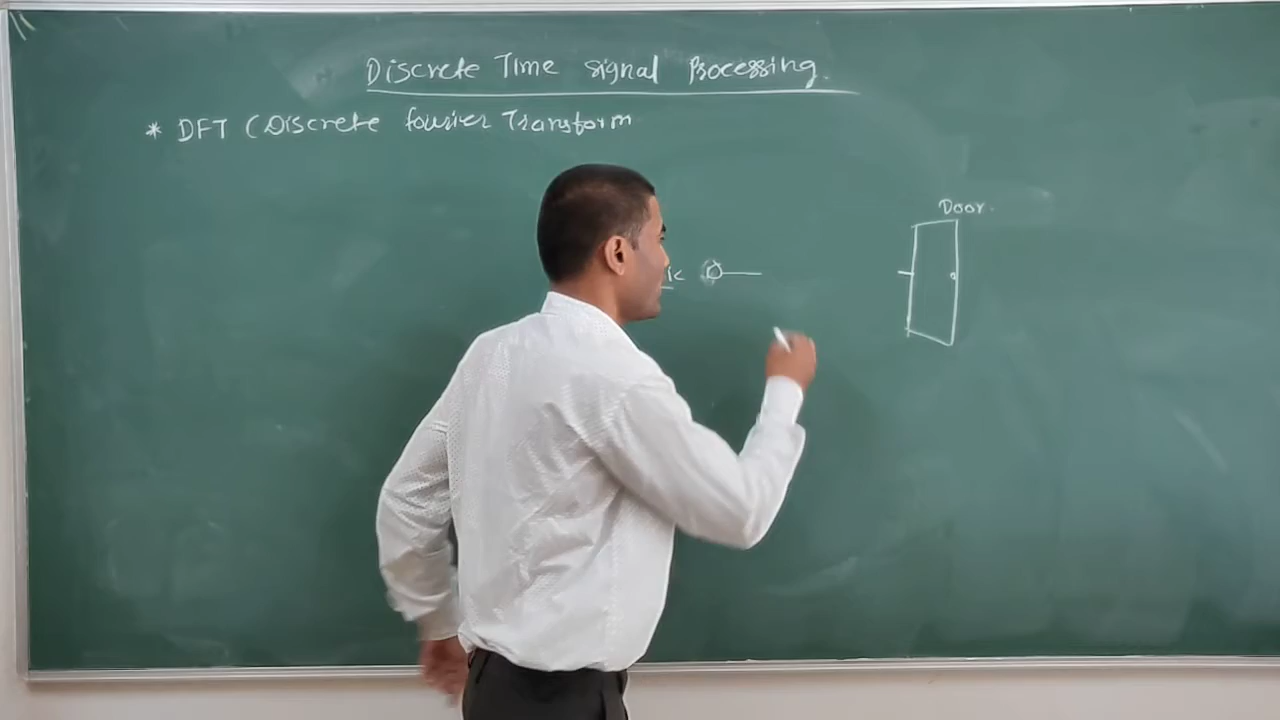 Discrete Time Signal Processing.
* DFT (Discrete fourier Transform
Door.